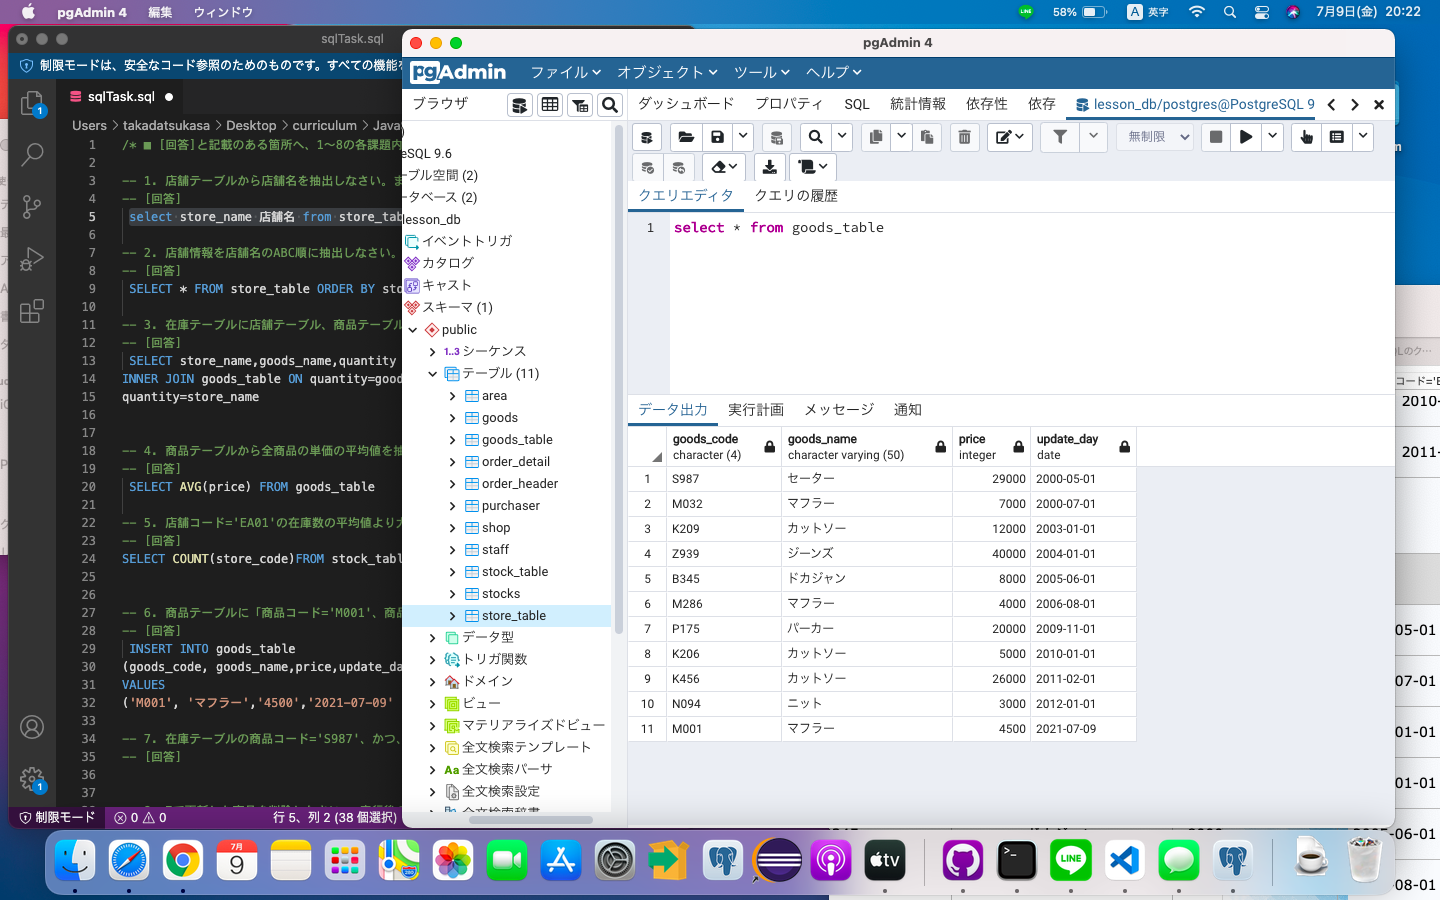 pgAdmin 4 編集 ウィンドウ
LINE 58% A 英字 7月9日(金) 20:22
sqlTask.sql
制限モードは、安全なコード参照のためのものです。すべての機能を
sqlTask.sql
Users > takadatsukasa > Desktop > curriculum > Java
1 /* ■ [回答]と記載のある箇所へ、1〜8の各課題内
2
3 -- 1. 店舗テーブルから店舗名を抽出しなさい。ま
4 -- [回答]
5 select store_name 店舗名 from store_tab
6
7 -- 2. 店舗情報を店舗名のABC順に抽出しなさい。
8 -- [回答]
9 SELECT * FROM store_table ORDER BY sto
10
11 -- 3. 在庫テーブルに店舗テーブル、商品テーブル
12 -- [回答]
13 SELECT store_name,goods_name,quantity
14 INNER JOIN goods_table ON quantity=good
15 quantity=store_name
16
17
18 -- 4. 商品テーブルから全商品の単価の平均値を抽
19 -- [回答]
20 SELECT AVG(price) FROM goods_table
21
22 -- 5. 店舗コード='EA01'の在庫数の平均値より大
23 -- [回答]
24 SELECT COUNT(store_code)FROM stock_tabl
25
26
27 -- 6. 商品テーブルに「商品コード='M001'、商品
28 -- [回答]
29 INSERT INTO goods_table
30 (goods_code, goods_name,price,update_da
31 VALUES
32 ('M001', 'マフラー','4500','2021-07-09'
33
34 -- 7. 在庫テーブルの商品コード='S987'、かつ、
35 -- [回答]
36
37
1
1
制限モード 0 0 行 5、列 2 (38 個選択)
pgAdmin 4
pgAdmin ファイル オブジェクト ツール ヘルプ
ブラウザ
ダッシュボード プロパティ SQL 統計情報 依存性 依存 lesson_db/postgres@PostgreSQL 9
無制限
クエリエディタ クエリの履歴
1 select * from goods_table
eSQL 9.6
ーブル空間 (2)
ータベース (2)
lesson_db
イベントトリガ
カタログ
キャスト
スキーマ (1)
public
1..3 シーケンス
テーブル (11)
area
goods
goods_table
order_detail
order_header
purchaser
shop
staff
stock_table
stocks
store_table
データ型
トリガ関数
ドメイン
ビュー
マテリアライズドビュー
全文検索テンプレート
Aa 全文検索パーサ
全文検索設定
全文検索辞書
データ出力 実行計画 メッセージ 通知
goods_code character (4) goods_name character varying (50) price integer update_day date
1 S987 セーター 29000 2000-05-01
2 M032 マフラー 7000 2000-07-01
3 K209 カットソー 12000 2003-01-01
4 Z939 ジーンズ 40000 2004-01-01
5 B345 ドカジャン 8000 2005-06-01
6 M286 マフラー 4000 2006-08-01
7 P175 パーカー 20000 2009-11-01
8 K206 カットソー 5000 2010-01-01
9 K456 カットソー 26000 2011-02-01
10 N094 ニット 3000 2012-01-01
11 M001 マフラー 4500 2021-07-09
コード='E
2010-
2011-
05-01
07-01
01-01
01-01
06-01
08-01
7月
9
tv
LINE